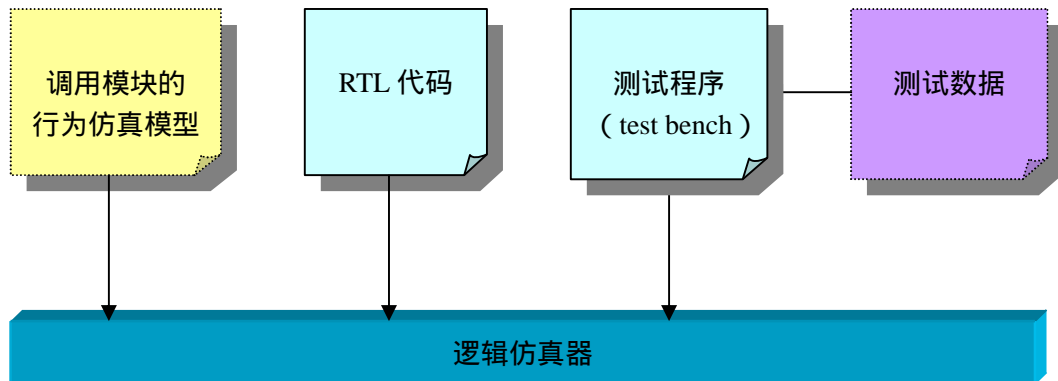 调用模块的
行为仿真模型
RTL 代码
测试程序
（test bench）
测试数据
逻辑仿真器